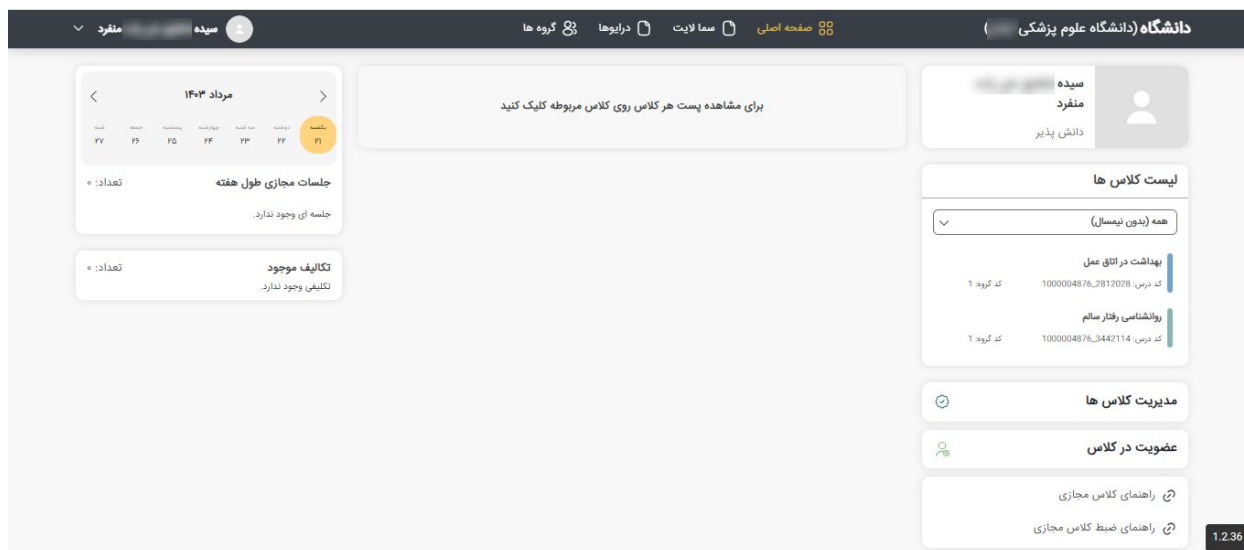 دانشگاه (دانشگاه علوم پزشکی )
صفحه اصلی سما لایت درایوها گروه ها
سیده منفرد
سیده
منفرد
دانش پذیر
لیست کلاس ها
همه (بدون نیمسال)
بهداشت در اتاق عمل
کد درس: 2812028_1000004876 کد گروه: 1
روانشناسی رفتار سالم
کد درس: 3442114_1000004876 کد گروه: 1
مدیریت کلاس ها
عضویت در کلاس
راهنمای کلاس مجازی
راهنمای ضبط کلاس مجازی
برای مشاهده پست هر کلاس روی کلاس مربوطه کلیک کنید
مرداد ۱۴۰۳
یکشنبه دوشنبه سه شنبه چهارشنبه پنجشنبه جمعه شنبه
۲۱ ۲۲ ۲۳ ۲۴ ۲۵ ۲۶ ۲۷
جلسات مجازی طول هفته تعداد: ۰
جلسه ای وجود ندارد.
تکالیف موجود تعداد: ۰
تکلیفی وجود ندارد.
1.2.36